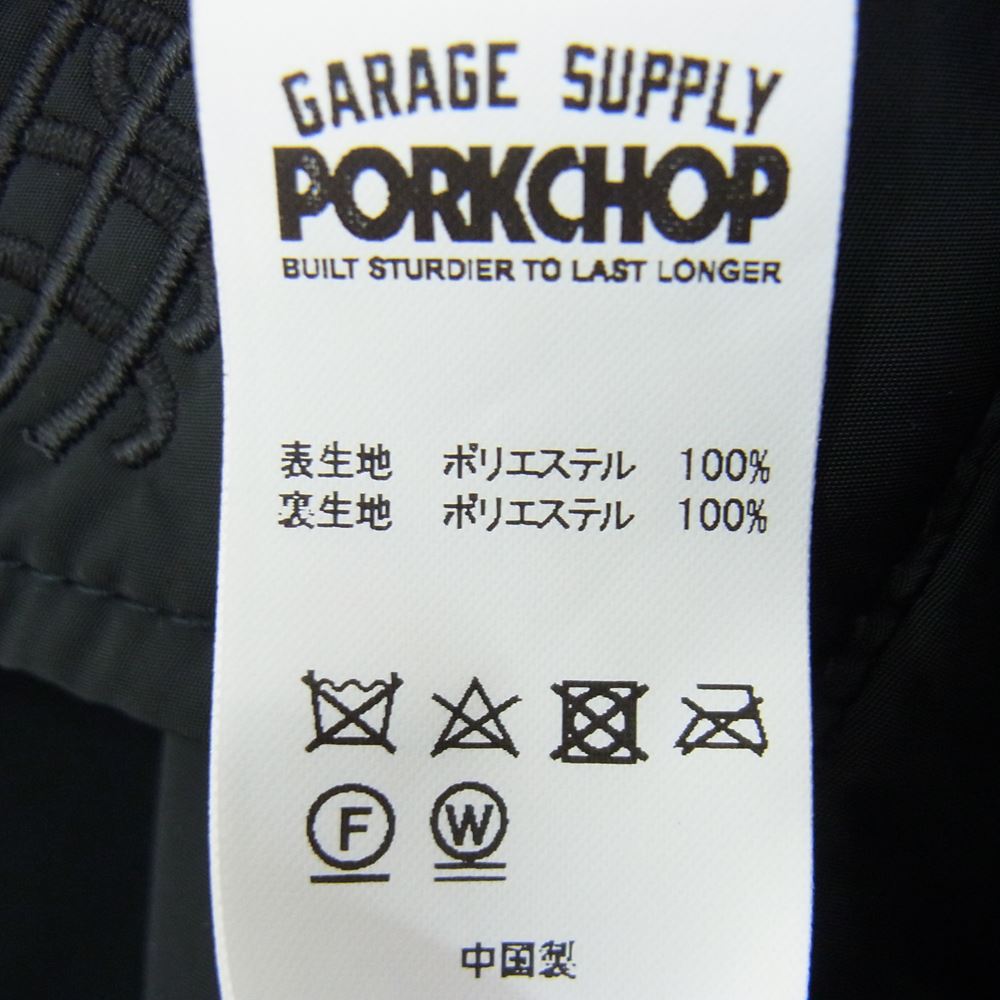 GARAGE SUPPLY
PORKCHOP
BUILT STURDIER TO LAST LONGER
表生地 ポリエステル 100%
裏生地 ポリエステル 100%
F W
中国製